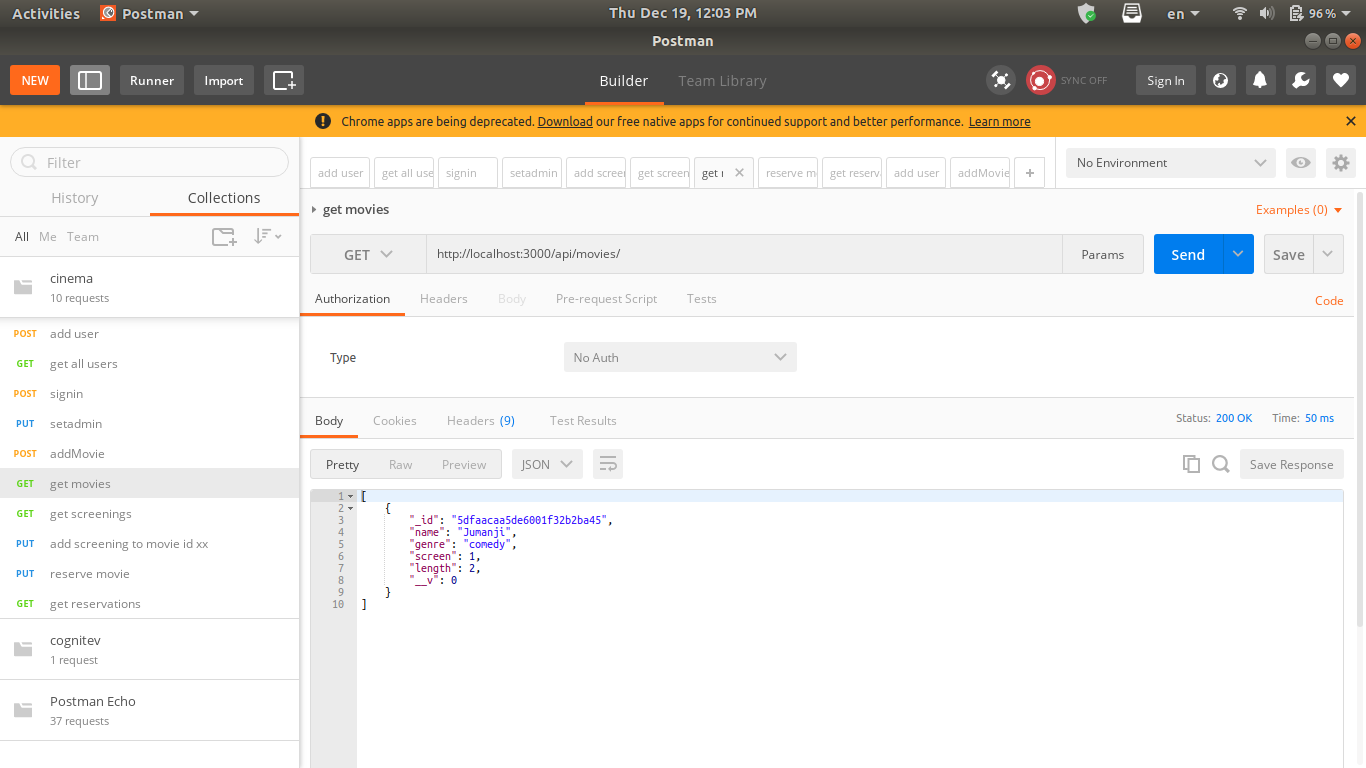 Activities Postman Thu Dec 19, 12:03 PM en 96%
Postman
NEW Runner Import Builder Team Library SYNC OFF Sign In
Chrome apps are being deprecated. Download our free native apps for continued support and better performance. Learn more
Filter
History Collections
All Me Team
cinema
10 requests
POST add user
GET get all users
POST signin
PUT setadmin
POST addMovie
GET get movies
GET get screenings
PUT add screening to movie id xx
PUT reserve movie
GET get reservations
cognitev
1 request
Postman Echo
37 requests
add user get all use signin setadmin add scree get screen get reserve m get reserv add user addMovie + No Environment
get movies Examples (0)
GET http://localhost:3000/api/movies/ Params Send Save
Authorization Headers Body Pre-request Script Tests Code
Type No Auth
Body Cookies Headers (9) Test Results Status: 200 OK Time: 50 ms
Pretty Raw Preview JSON Save Response
1 [
2 {
3 "_id": "5dfaacaa5de6001f32b2ba45",
4 "name": "Jumanji",
5 "genre": "comedy",
6 "screen": 1,
7 "length": 2,
8 "__v": 0
9 }
10 ]